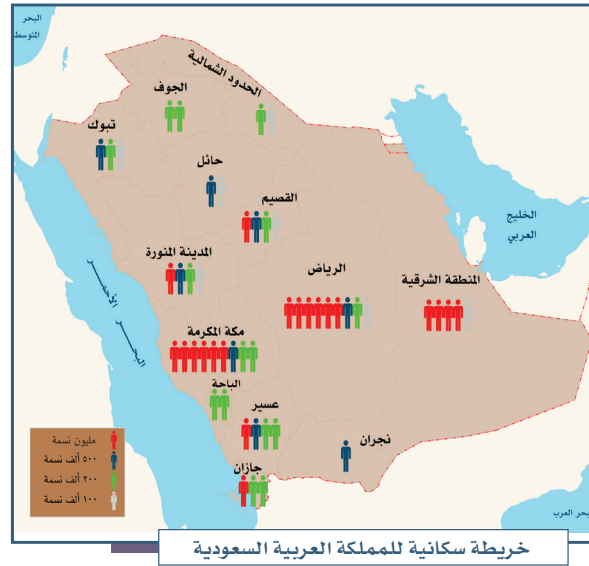 البحر
المتوسط
الحدود الشمالية
الجوف
تبوك
حائل
القصيم
الخليج
العربي
المدينة المنورة
الرياض
المنطقة الشرقية
البحر الأحمر
مكة المكرمة
الباحة
عسير
نجران
جازان
مليون نسمة
٥٠٠ ألف نسمة
٢٠٠ ألف نسمة
١٠٠ ألف نسمة
بحر العرب
خريطة سكانية للمملكة العربية السعودية